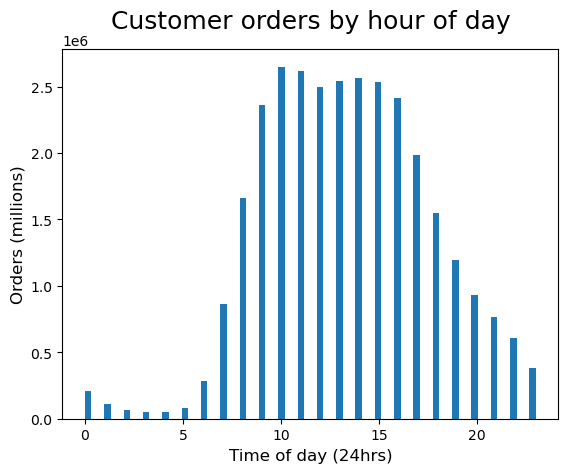 Customer orders by hour of day
1e6
2.5
2.0
1.5
1.0
0.5
0.0
Orders (millions)
0 5 10 15 20
Time of day (24hrs)